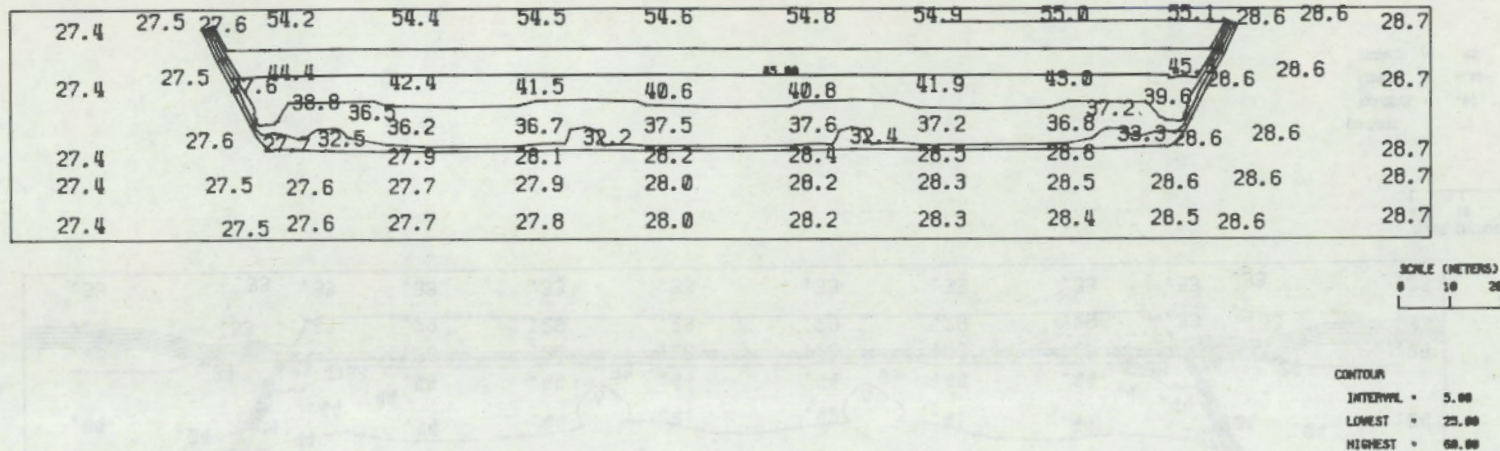 27.4 27.5 27.6 54.2 54.4 54.5 54.6 54.8 54.9 55.0 55.1 28.6 28.6 28.7
27.4 27.5 44.4 42.4 41.5 45.00 40.6 40.8 41.9 43.0 28.6 28.6 28.7
38.8 36.5 37.2 39.6
27.6 27.7 32.5 36.2 36.7 32.2 37.5 37.6 32.4 37.2 36.8 33.3 28.6 28.6
27.4 27.9 28.1 28.2 28.4 28.5 28.6 28.7
27.4 27.5 27.6 27.7 27.9 28.0 28.2 28.3 28.5 28.6 28.6 28.7
27.4 27.5 27.6 27.7 27.8 28.0 28.2 28.3 28.4 28.5 28.6 28.7
SCALE (METERS)
0 10 20
CONTOUR
INTERVAL = 5.00
LOWEST = 25.00
HIGHEST = 60.00